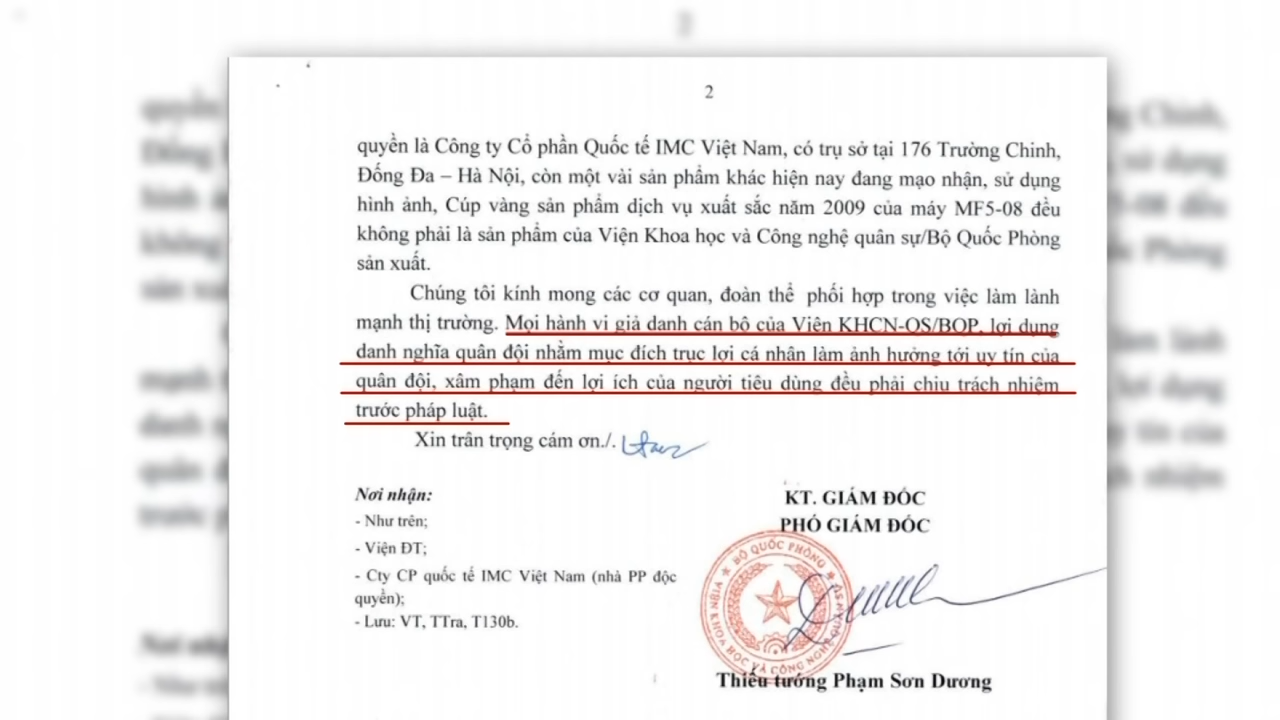 2
quyền là Công ty Cổ phần Quốc tế IMC Việt Nam, có trụ sở tại 176 Trường Chinh,
Đống Đa – Hà Nội, còn một vài sản phẩm khác hiện nay đang mạo nhận, sử dụng
hình ảnh, Cúp vàng sản phẩm dịch vụ xuất sắc năm 2009 của máy MF5-08 đều
không phải là sản phẩm của Viện Khoa học và Công nghệ quân sự/Bộ Quốc Phòng
sản xuất.
Chúng tôi kính mong các cơ quan, đoàn thể phối hợp trong việc làm lành
mạnh thị trường. Mọi hành vi giả danh cán bộ của Viện KHCN-QS/BQP, lợi dụng
danh nghĩa quân đội nhằm mục đích trục lợi cá nhân làm ảnh hưởng tới uy tín của
quân đội, xâm phạm đến lợi ích của người tiêu dùng đều phải chịu trách nhiệm
trước pháp luật.
Xin trân trọng cám ơn./.
Nơi nhận:
- Như trên;
- Viện ĐT;
- Cty CP quốc tế IMC Việt Nam (nhà PP độc
quyền);
- Lưu: VT, TTra, T130b.
KT. GIÁM ĐỐC
PHÓ GIÁM ĐỐC
BỘ QUỐC PHÒNG
VIỆN KHOA HỌC VÀ CÔNG NGHỆ QUÂN SỰ
Thiếu tướng Phạm Sơn Dương